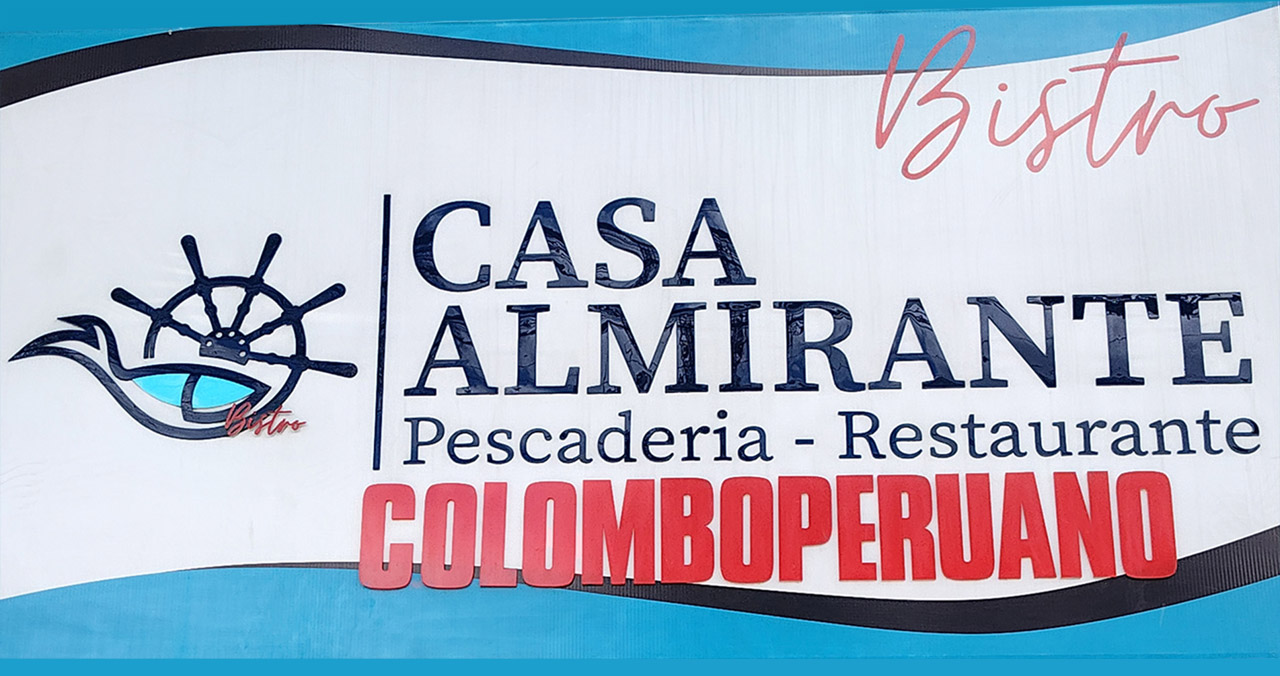 Bistro
CASA
ALMIRANTE
Pescaderia - Restaurante
COLOMBOPERUANO
Bistro